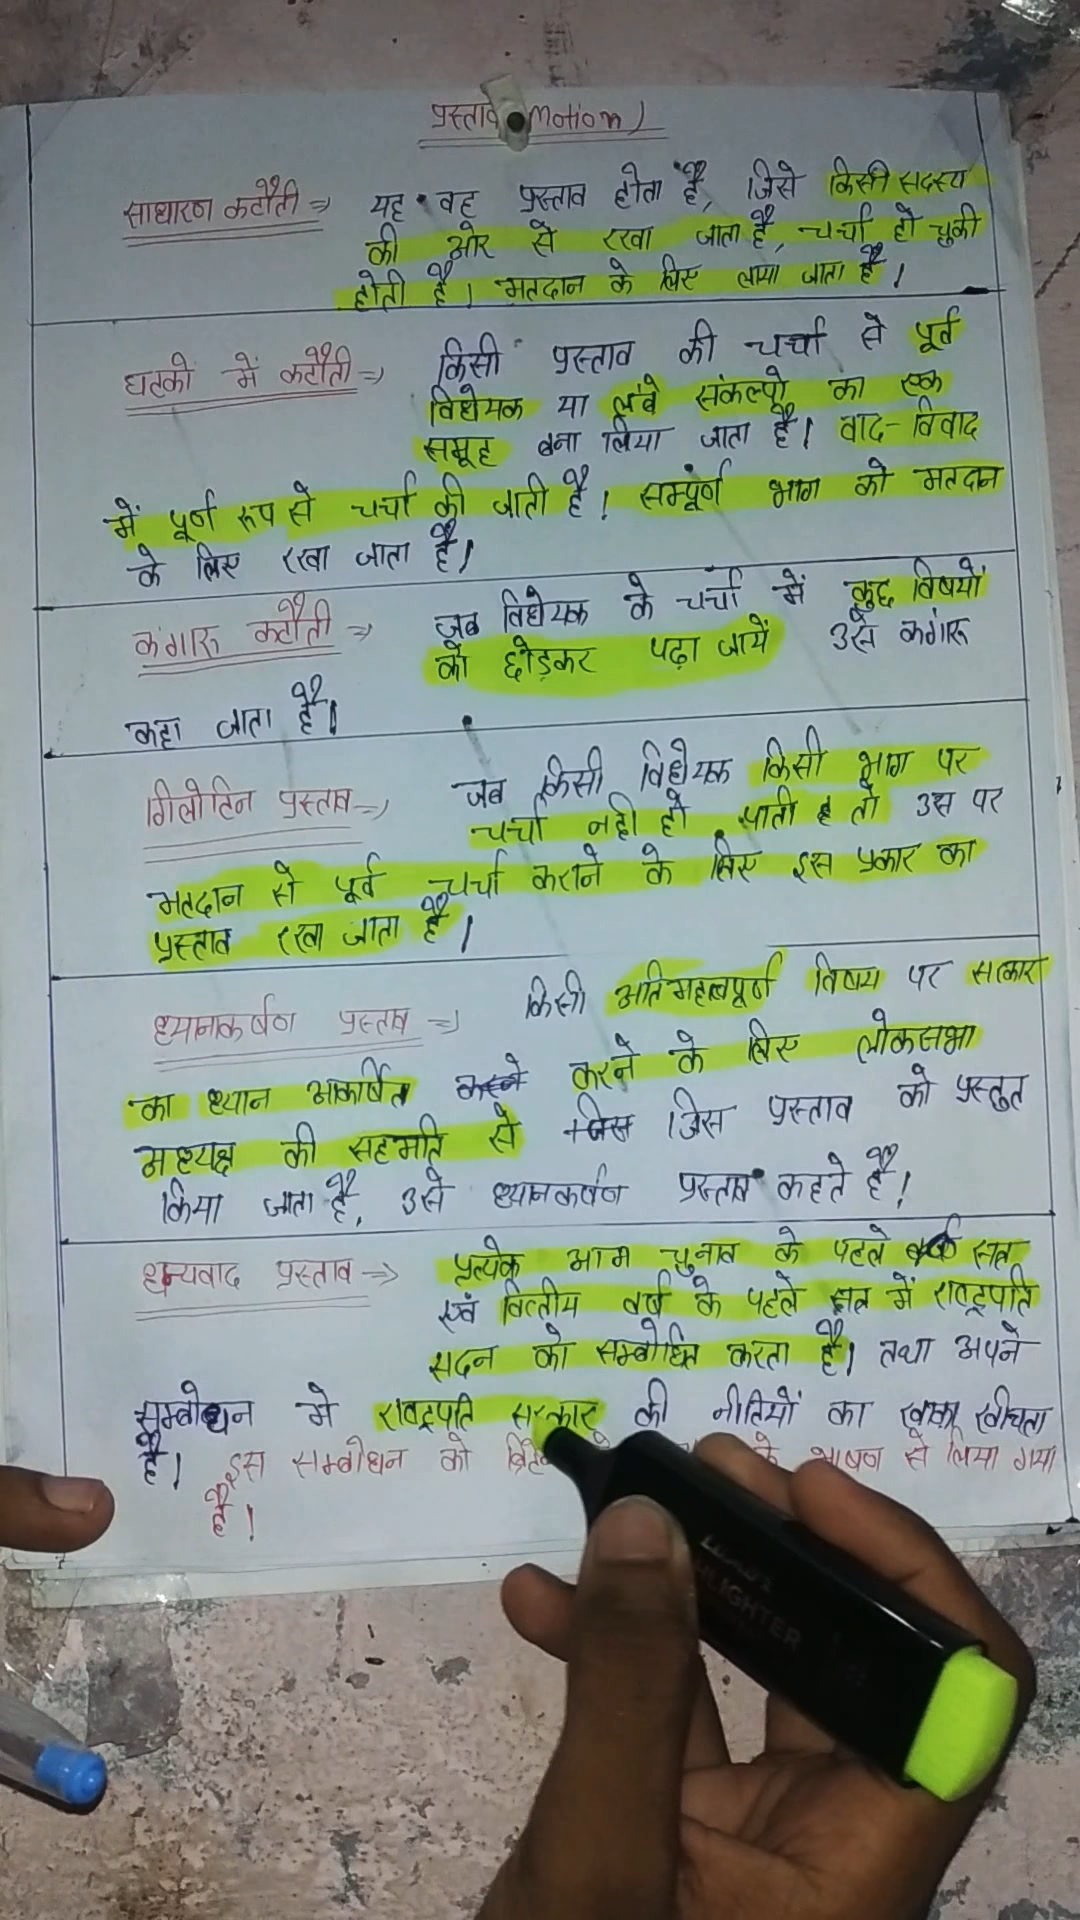 प्रस्ताव (Motion)
साधारण कटौती ⇒ यह वह प्रस्ताव होता है, जिसे किसी सदस्य
की ओर से रखा जाता है, चर्चा हो चुकी
होती है। मतदान के लिए लाया जाता है।
घटको में कटौती ⇒ किसी प्रस्ताव की चर्चा से पूर्व
विधेयक या लंबे संकल्पो का एक
समूह बना लिया जाता है। वाद-विवाद
में पूर्ण रूप से चर्चा की जाती है। सम्पूर्ण भाग को मतदान
के लिए रखा जाता है।
कंगारू कटौती ⇒ जब विधेयक के चर्चा में कुछ विषयों
को छोड़कर पढ़ा जायें उसे कंगारू
कहा जाता है।
गिलोटिन प्रस्ताव ⇒ जब किसी विधेयक किसी भाग पर
चर्चा नही हो पाती है तो उस पर
मतदान से पूर्व चर्चा कराने के लिए इस प्रकार का
प्रस्ताव रखा जाता है।
ध्यानाकर्षण प्रस्ताव ⇒ किसी अतिमहत्वपूर्ण विषय पर सरकार
का ध्यान आकर्षित करने के लिए लोकसभा
अध्यक्ष की सहमति से जिस प्रस्ताव को प्रस्तुत
किया जाता है, उसे ध्यानकर्षण प्रस्ताव कहते है।
धन्यवाद प्रस्ताव ⇒ प्रत्येक आम चुनाव के पहले सत्र
एवं वित्तीय वर्ष के पहले सत्र में राष्ट्रपति
सदन को सम्बोधित करता है। तथा अपने
सम्बोधन मे राष्ट्रपति सरकार की नीतियों का खाका खीचता
है। इस सम्बोधन को के भाषण से लिया गया
है।
LUXOR
HIGHLIGHTER